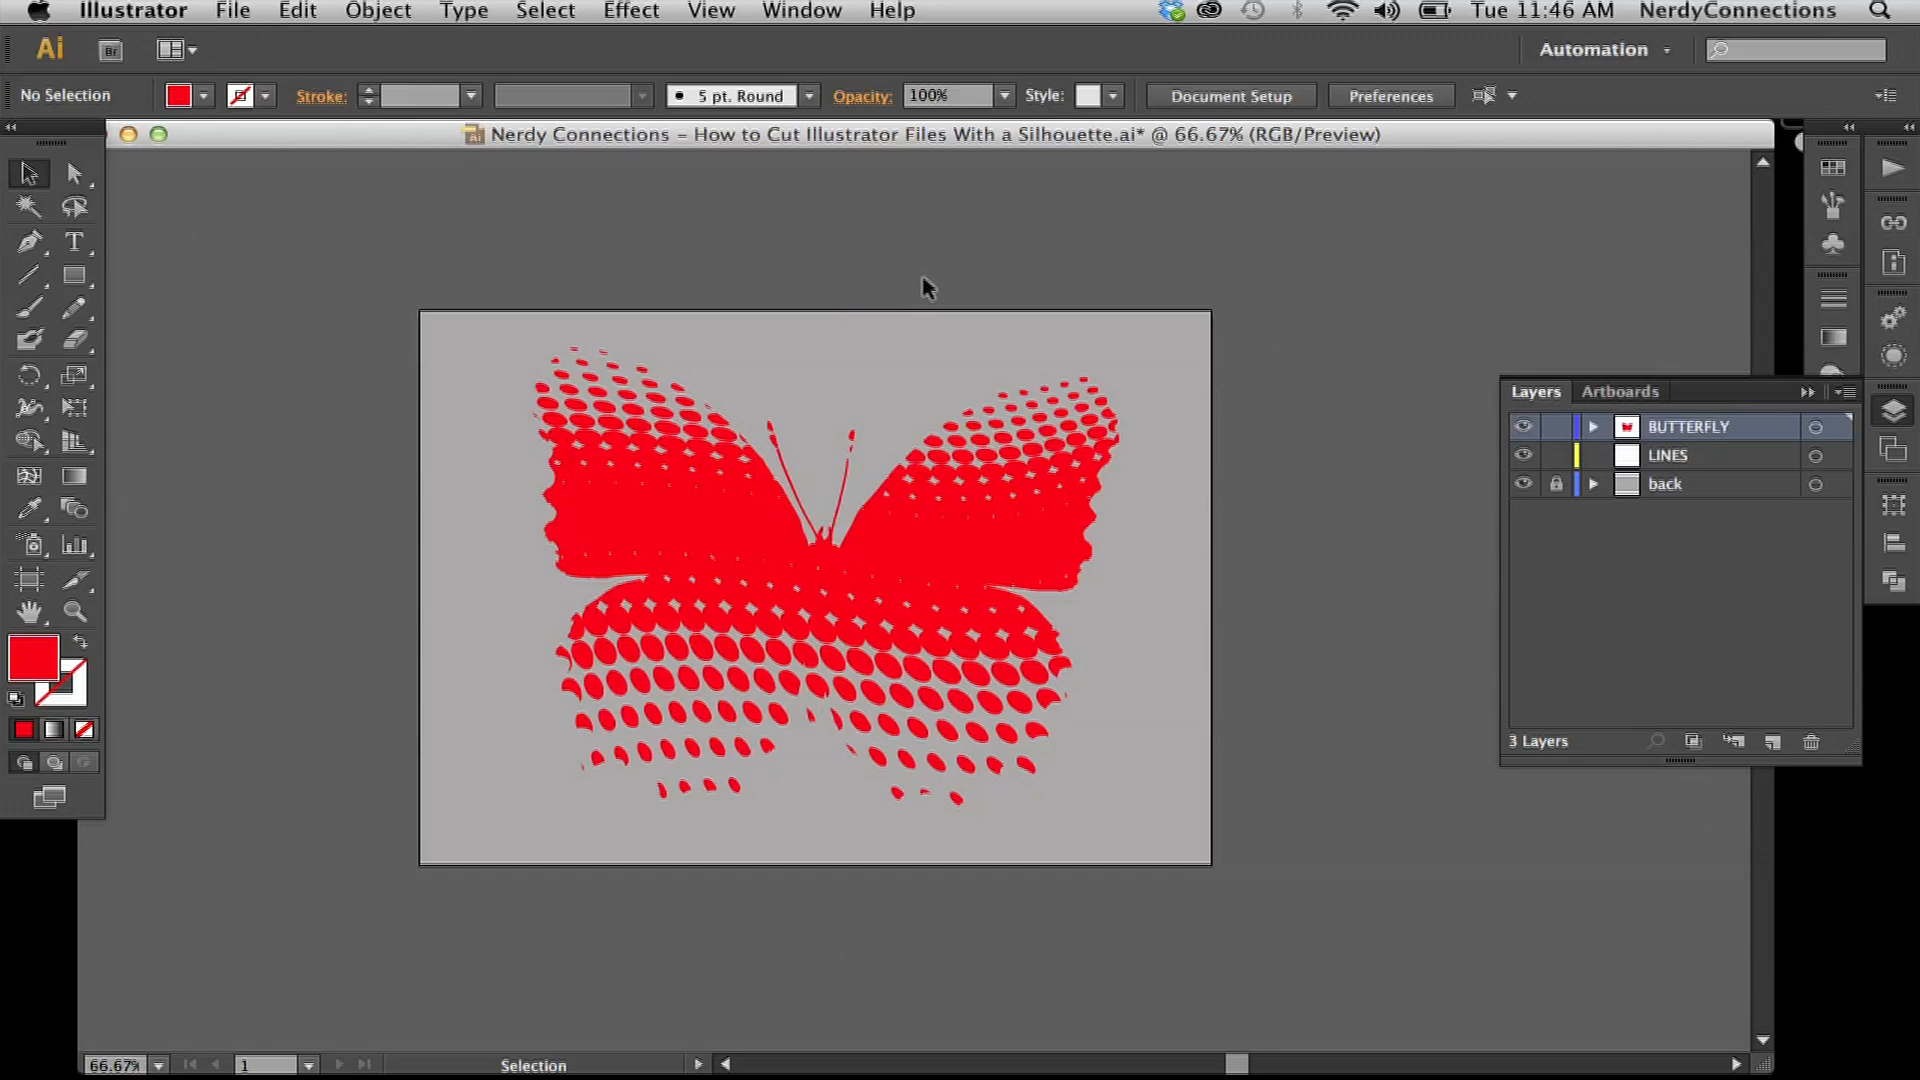 Illustrator File Edit Object Type Select Effect View Window Help Tue 11:46 AM NerdyConnections
Ai Br Automation
No Selection Stroke: 5 pt. Round Opacity: 100% Style: Document Setup Preferences
Nerdy Connections – How to Cut Illustrator Files With a Silhouette.ai* @ 66.67% (RGB/Preview)
T
Layers Artboards
BUTTERFLY
LINES
back
3 Layers
66.67% 1 Selection